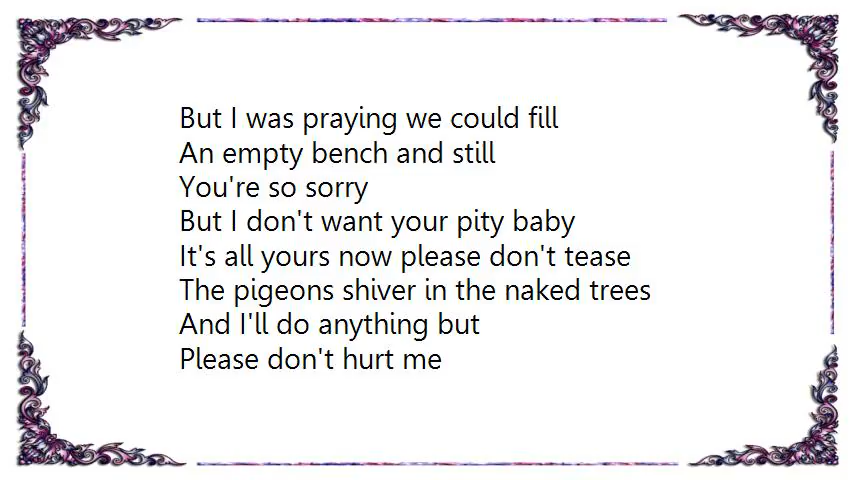 But I was praying we could fill
An empty bench and still
You're so sorry
But I don't want your pity baby
It's all yours now please don't tease
The pigeons shiver in the naked trees
And I'll do anything but
Please don't hurt me